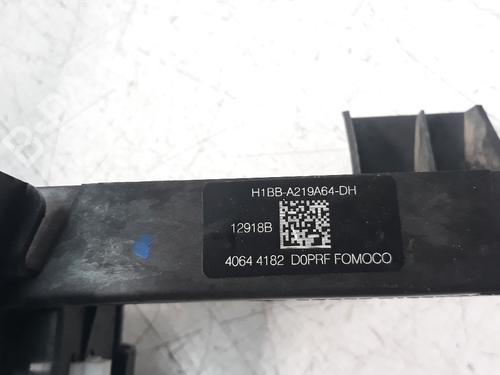 H1BB-A219A64-DH
12918B
4064 4182 D0PRF FOMOCO